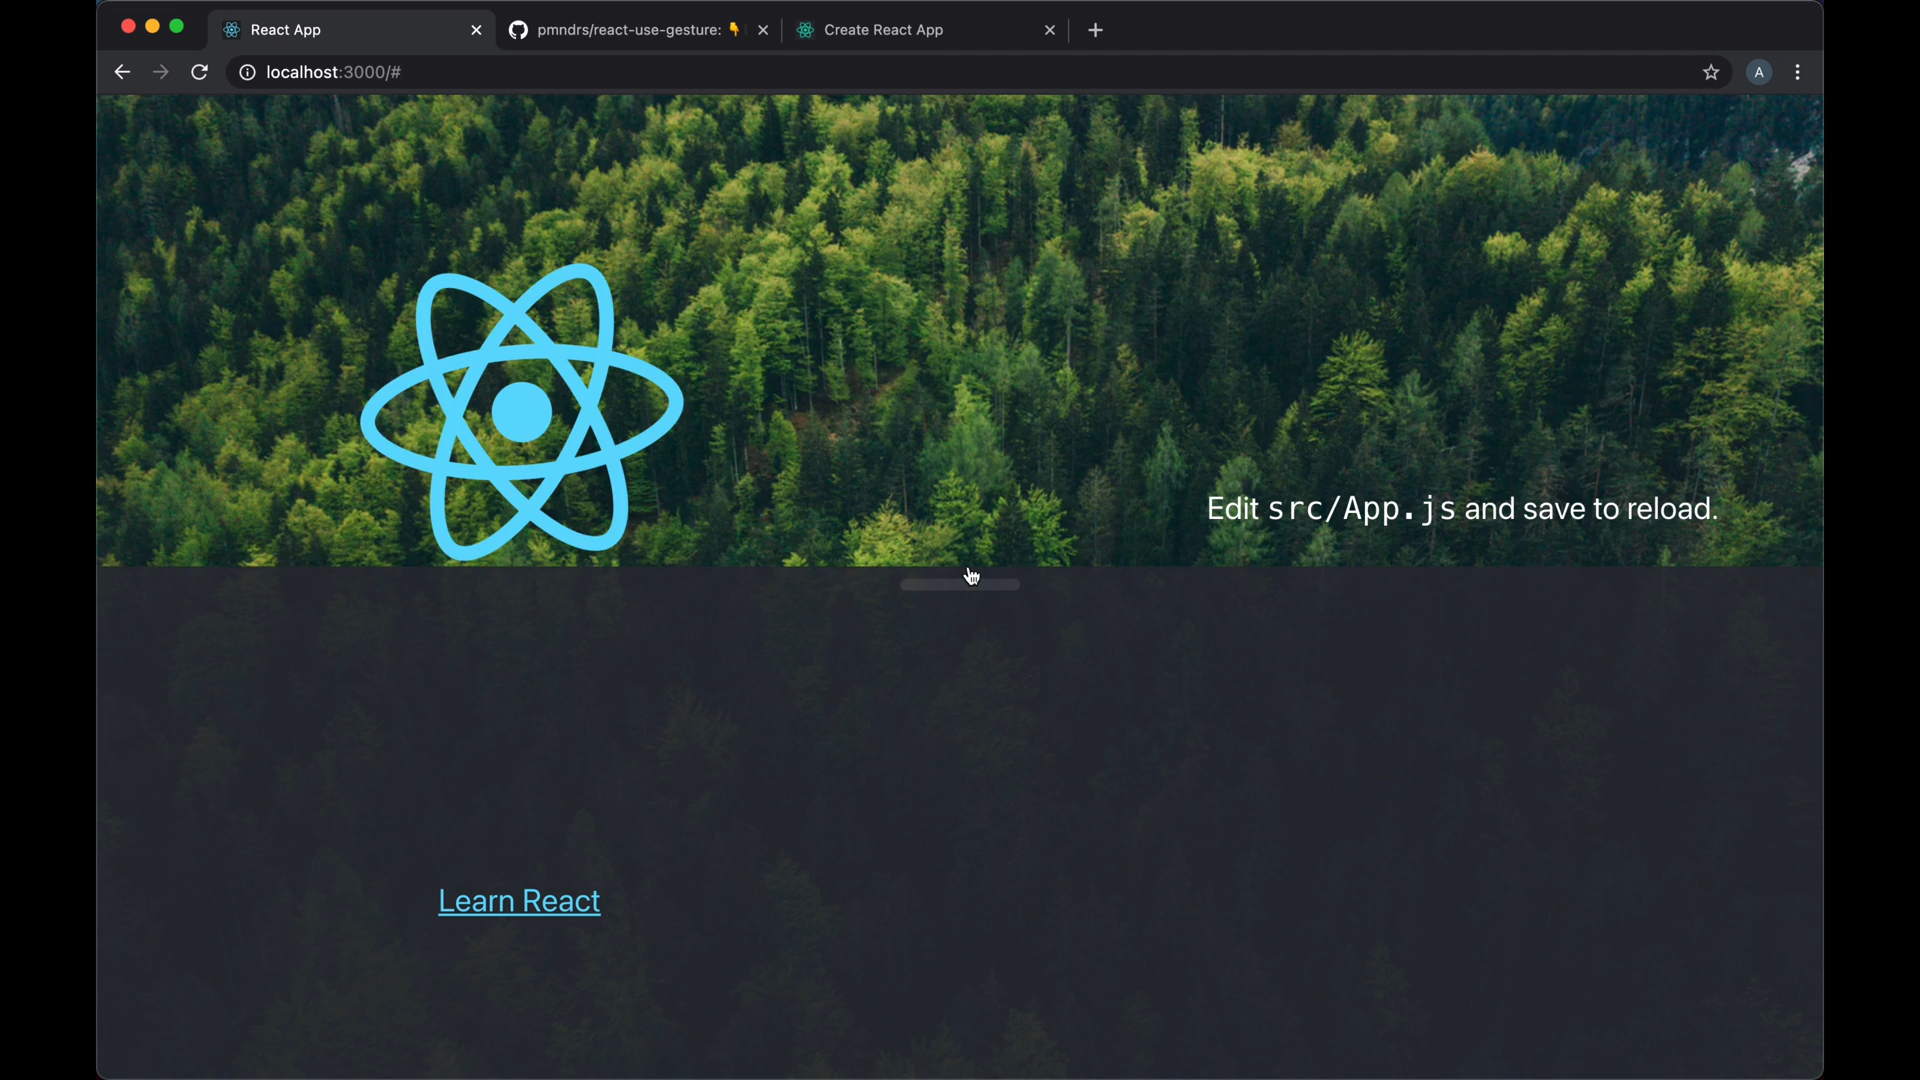 React App
pmndrs/react-use-gesture: 👇
Create React App
localhost:3000/#
A
Edit src/App.js and save to reload.
Learn React